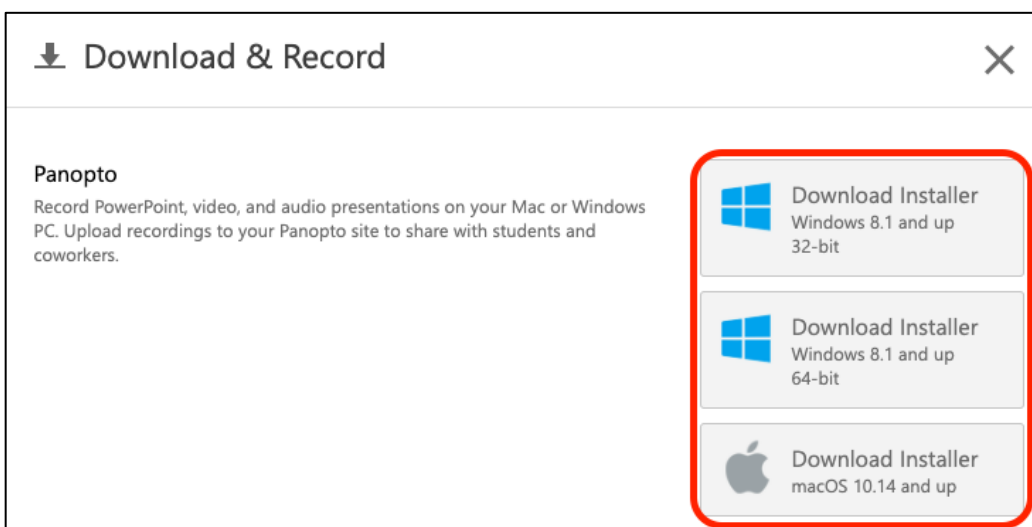 Download & Record
Panopto
Record PowerPoint, video, and audio presentations on your Mac or Windows
PC. Upload recordings to your Panopto site to share with students and
coworkers.
Download Installer
Windows 8.1 and up
32-bit
Download Installer
Windows 8.1 and up
64-bit
Download Installer
macOS 10.14 and up